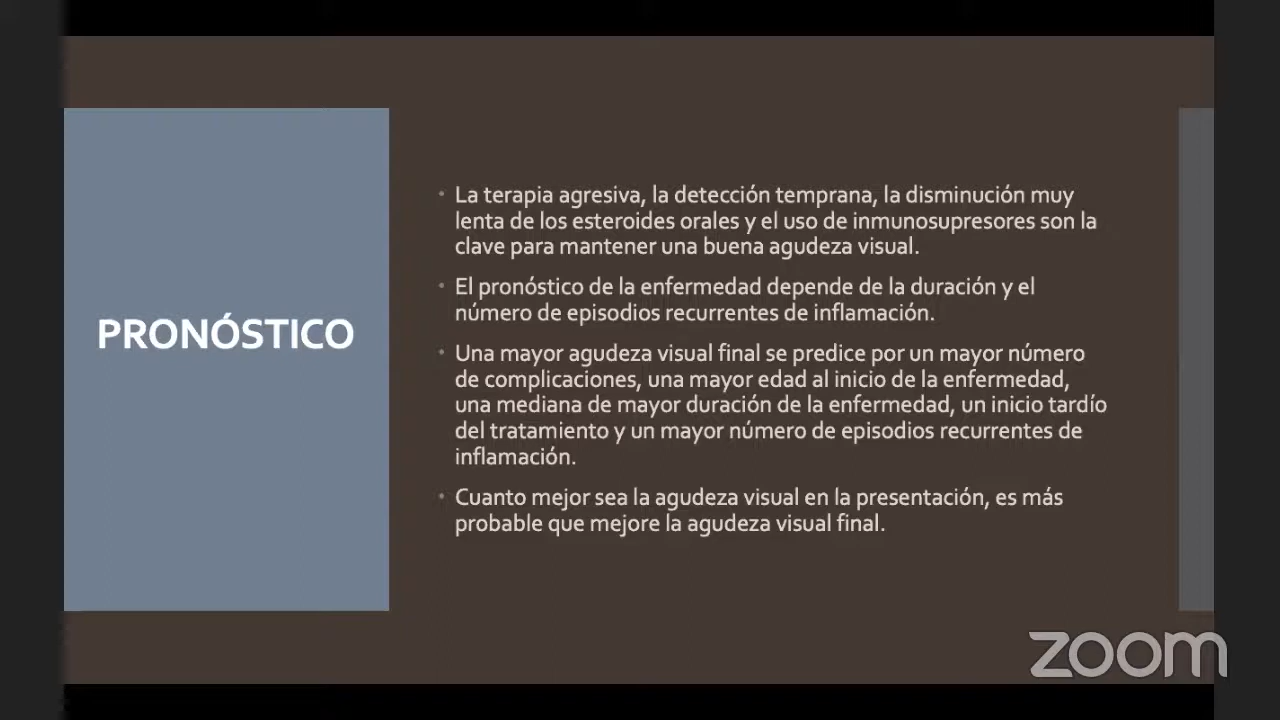 PRONÓSTICO
• La terapia agresiva, la detección temprana, la disminución muy
lenta de los esteroides orales y el uso de inmunosupresores son la
clave para mantener una buena agudeza visual.
• El pronóstico de la enfermedad depende de la duración y el
número de episodios recurrentes de inflamación.
• Una mayor agudeza visual final se predice por un mayor número
de complicaciones, una mayor edad al inicio de la enfermedad,
una mediana de mayor duración de la enfermedad, un inicio tardío
del tratamiento y un mayor número de episodios recurrentes de
inflamación.
• Cuanto mejor sea la agudeza visual en la presentación, es más
probable que mejore la agudeza visual final.
zoom